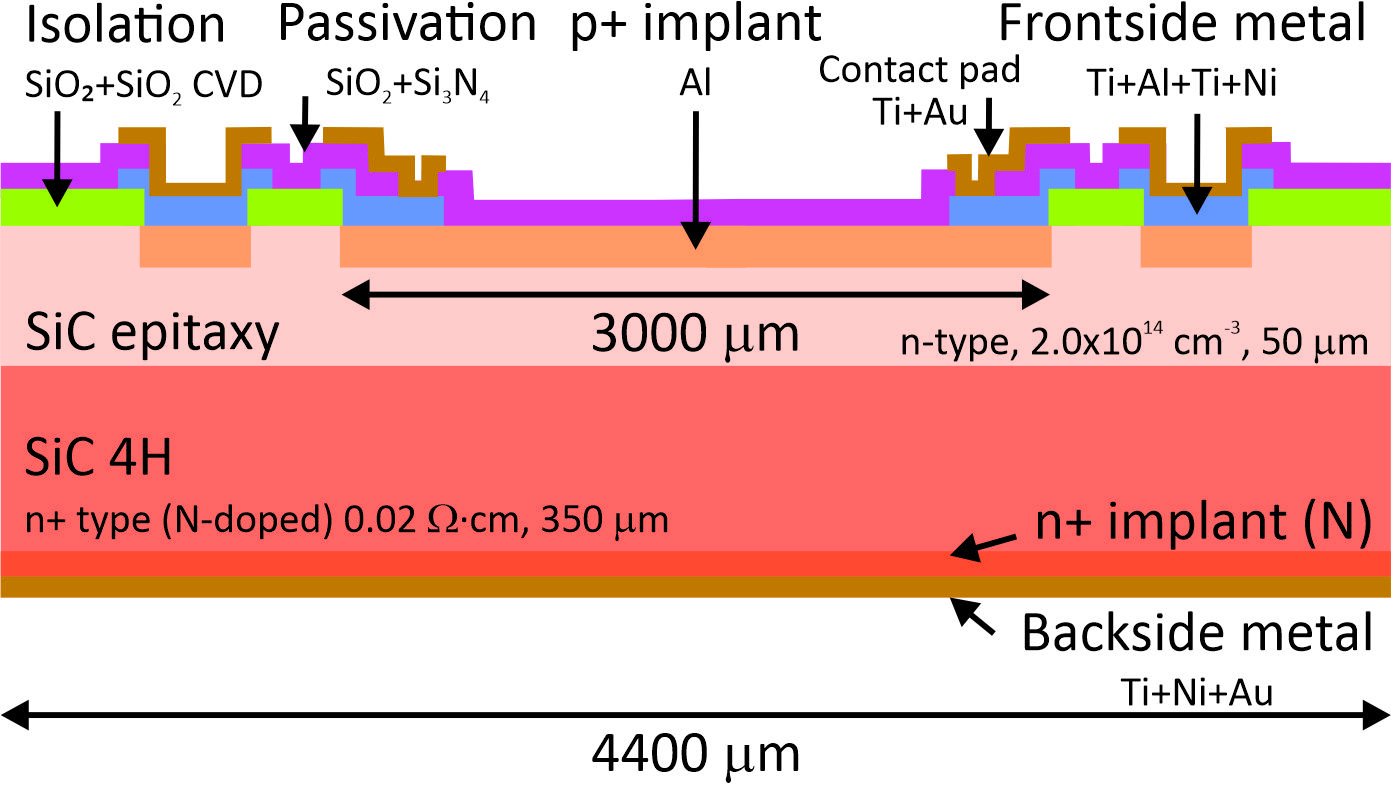 Isolation
SiO₂+SiO₂ CVD
Passivation
SiO₂+Si₃N₄
p+ implant
Al
Contact pad
Ti+Au
Frontside metal
Ti+Al+Ti+Ni
3000 μm
SiC epitaxy
n-type, 2.0x10¹⁴ cm⁻³, 50 μm
SiC 4H
n+ type (N-doped) 0.02 Ω·cm, 350 μm
n+ implant (N)
Backside metal
Ti+Ni+Au
4400 μm